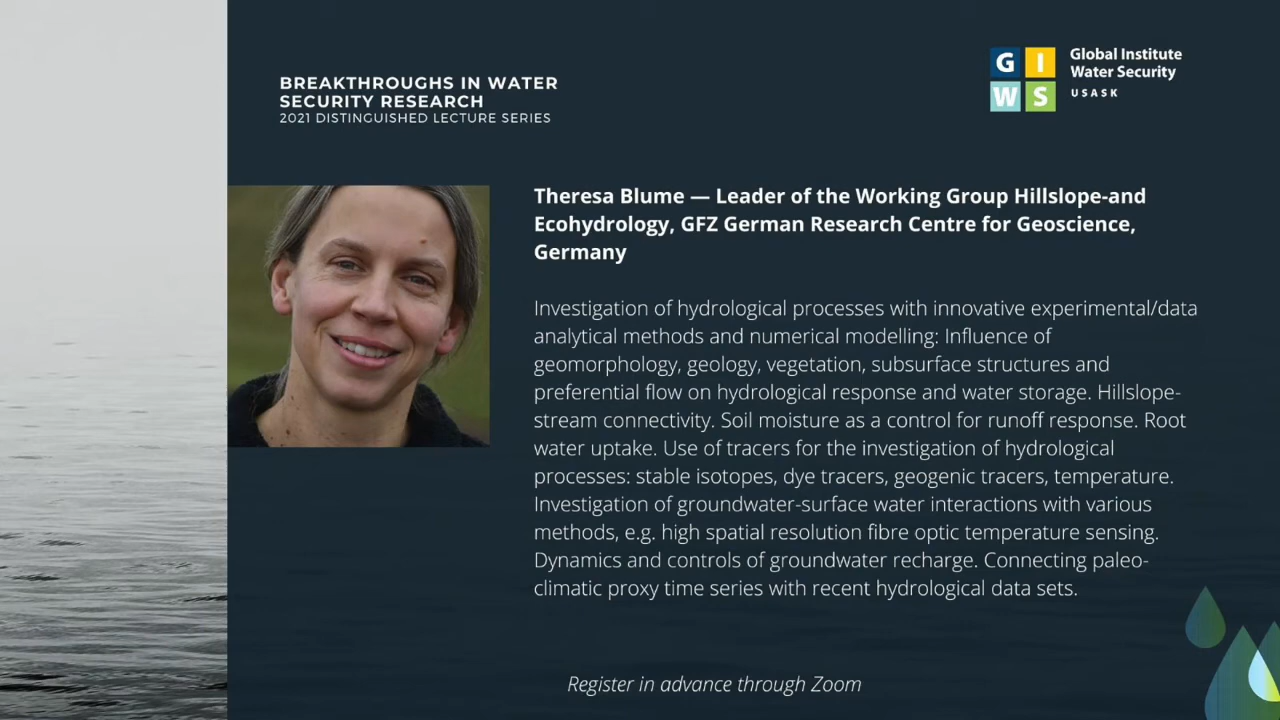 BREAKTHROUGHS IN WATER
SECURITY RESEARCH
2021 DISTINGUISHED LECTURE SERIES
G I
W S
Global Institute
Water Security
USASK
Theresa Blume — Leader of the Working Group Hillslope-and
Ecohydrology, GFZ German Research Centre for Geoscience,
Germany
Investigation of hydrological processes with innovative experimental/data
analytical methods and numerical modelling: Influence of
geomorphology, geology, vegetation, subsurface structures and
preferential flow on hydrological response and water storage. Hillslope-
stream connectivity. Soil moisture as a control for runoff response. Root
water uptake. Use of tracers for the investigation of hydrological
processes: stable isotopes, dye tracers, geogenic tracers, temperature.
Investigation of groundwater-surface water interactions with various
methods, e.g. high spatial resolution fibre optic temperature sensing.
Dynamics and controls of groundwater recharge. Connecting paleo-
climatic proxy time series with recent hydrological data sets.
Register in advance through Zoom